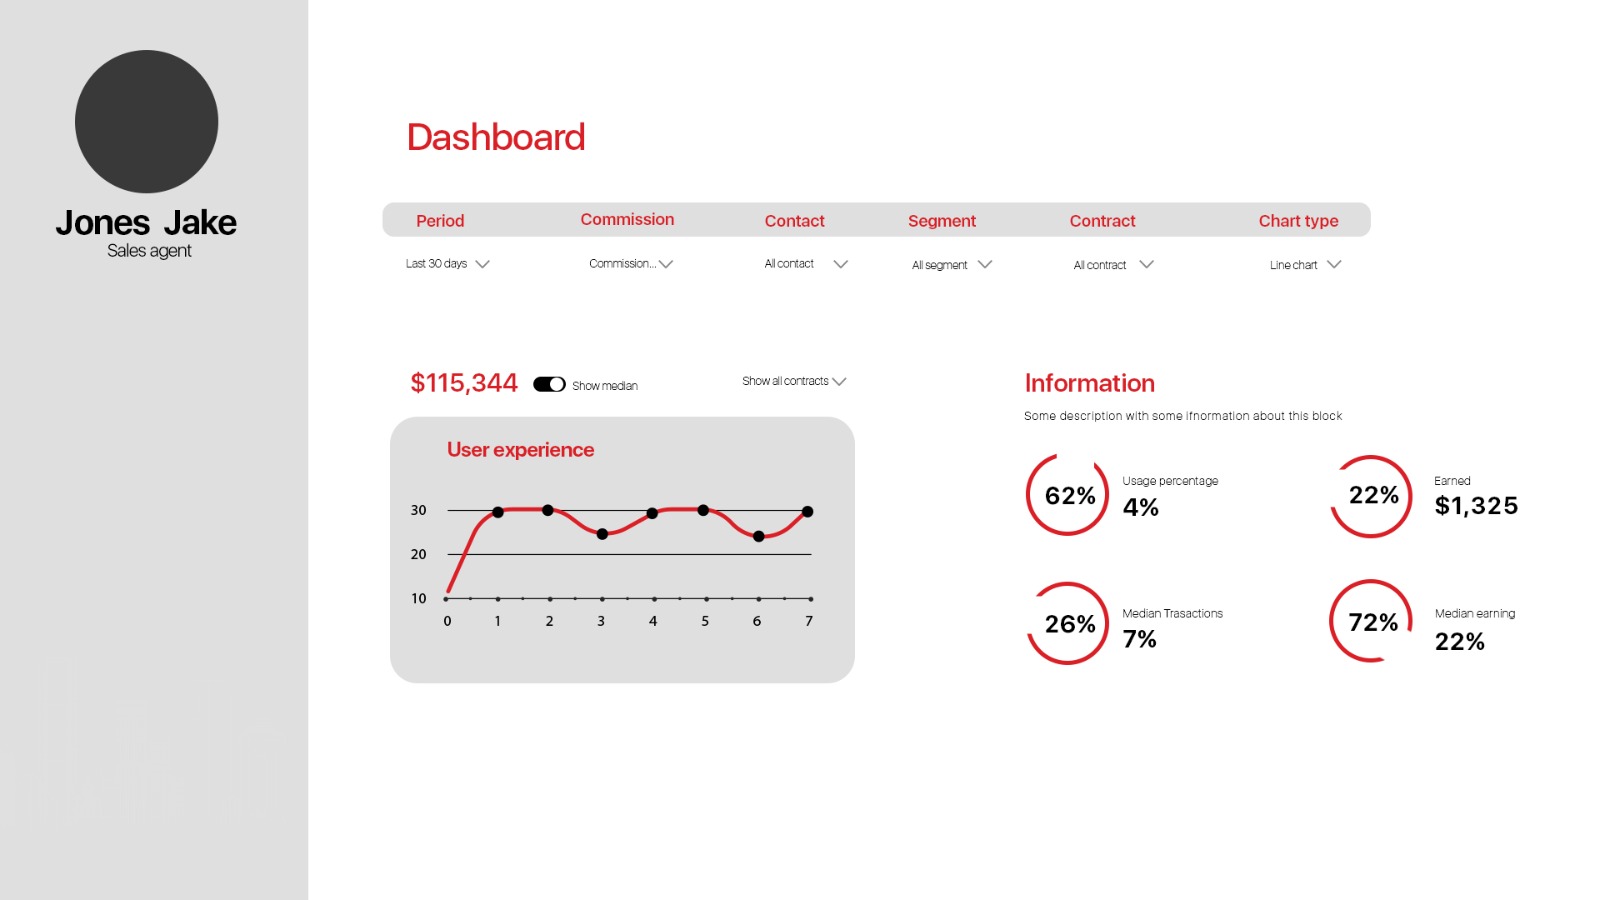 Jones Jake
Sales agent
Dashboard
Period Commission Contact Segment Contract Chart type
Last 30 days Commission... All contact All segment All contract Line chart
$115,344 Show median Show all contracts
User experience
30
20
10
0 1 2 3 4 5 6 7
Information
Some description with some ifnormation about this block
62% Usage percentage
4%
22% Earned
$1,325
26% Median Trasactions
7%
72% Median earning
22%